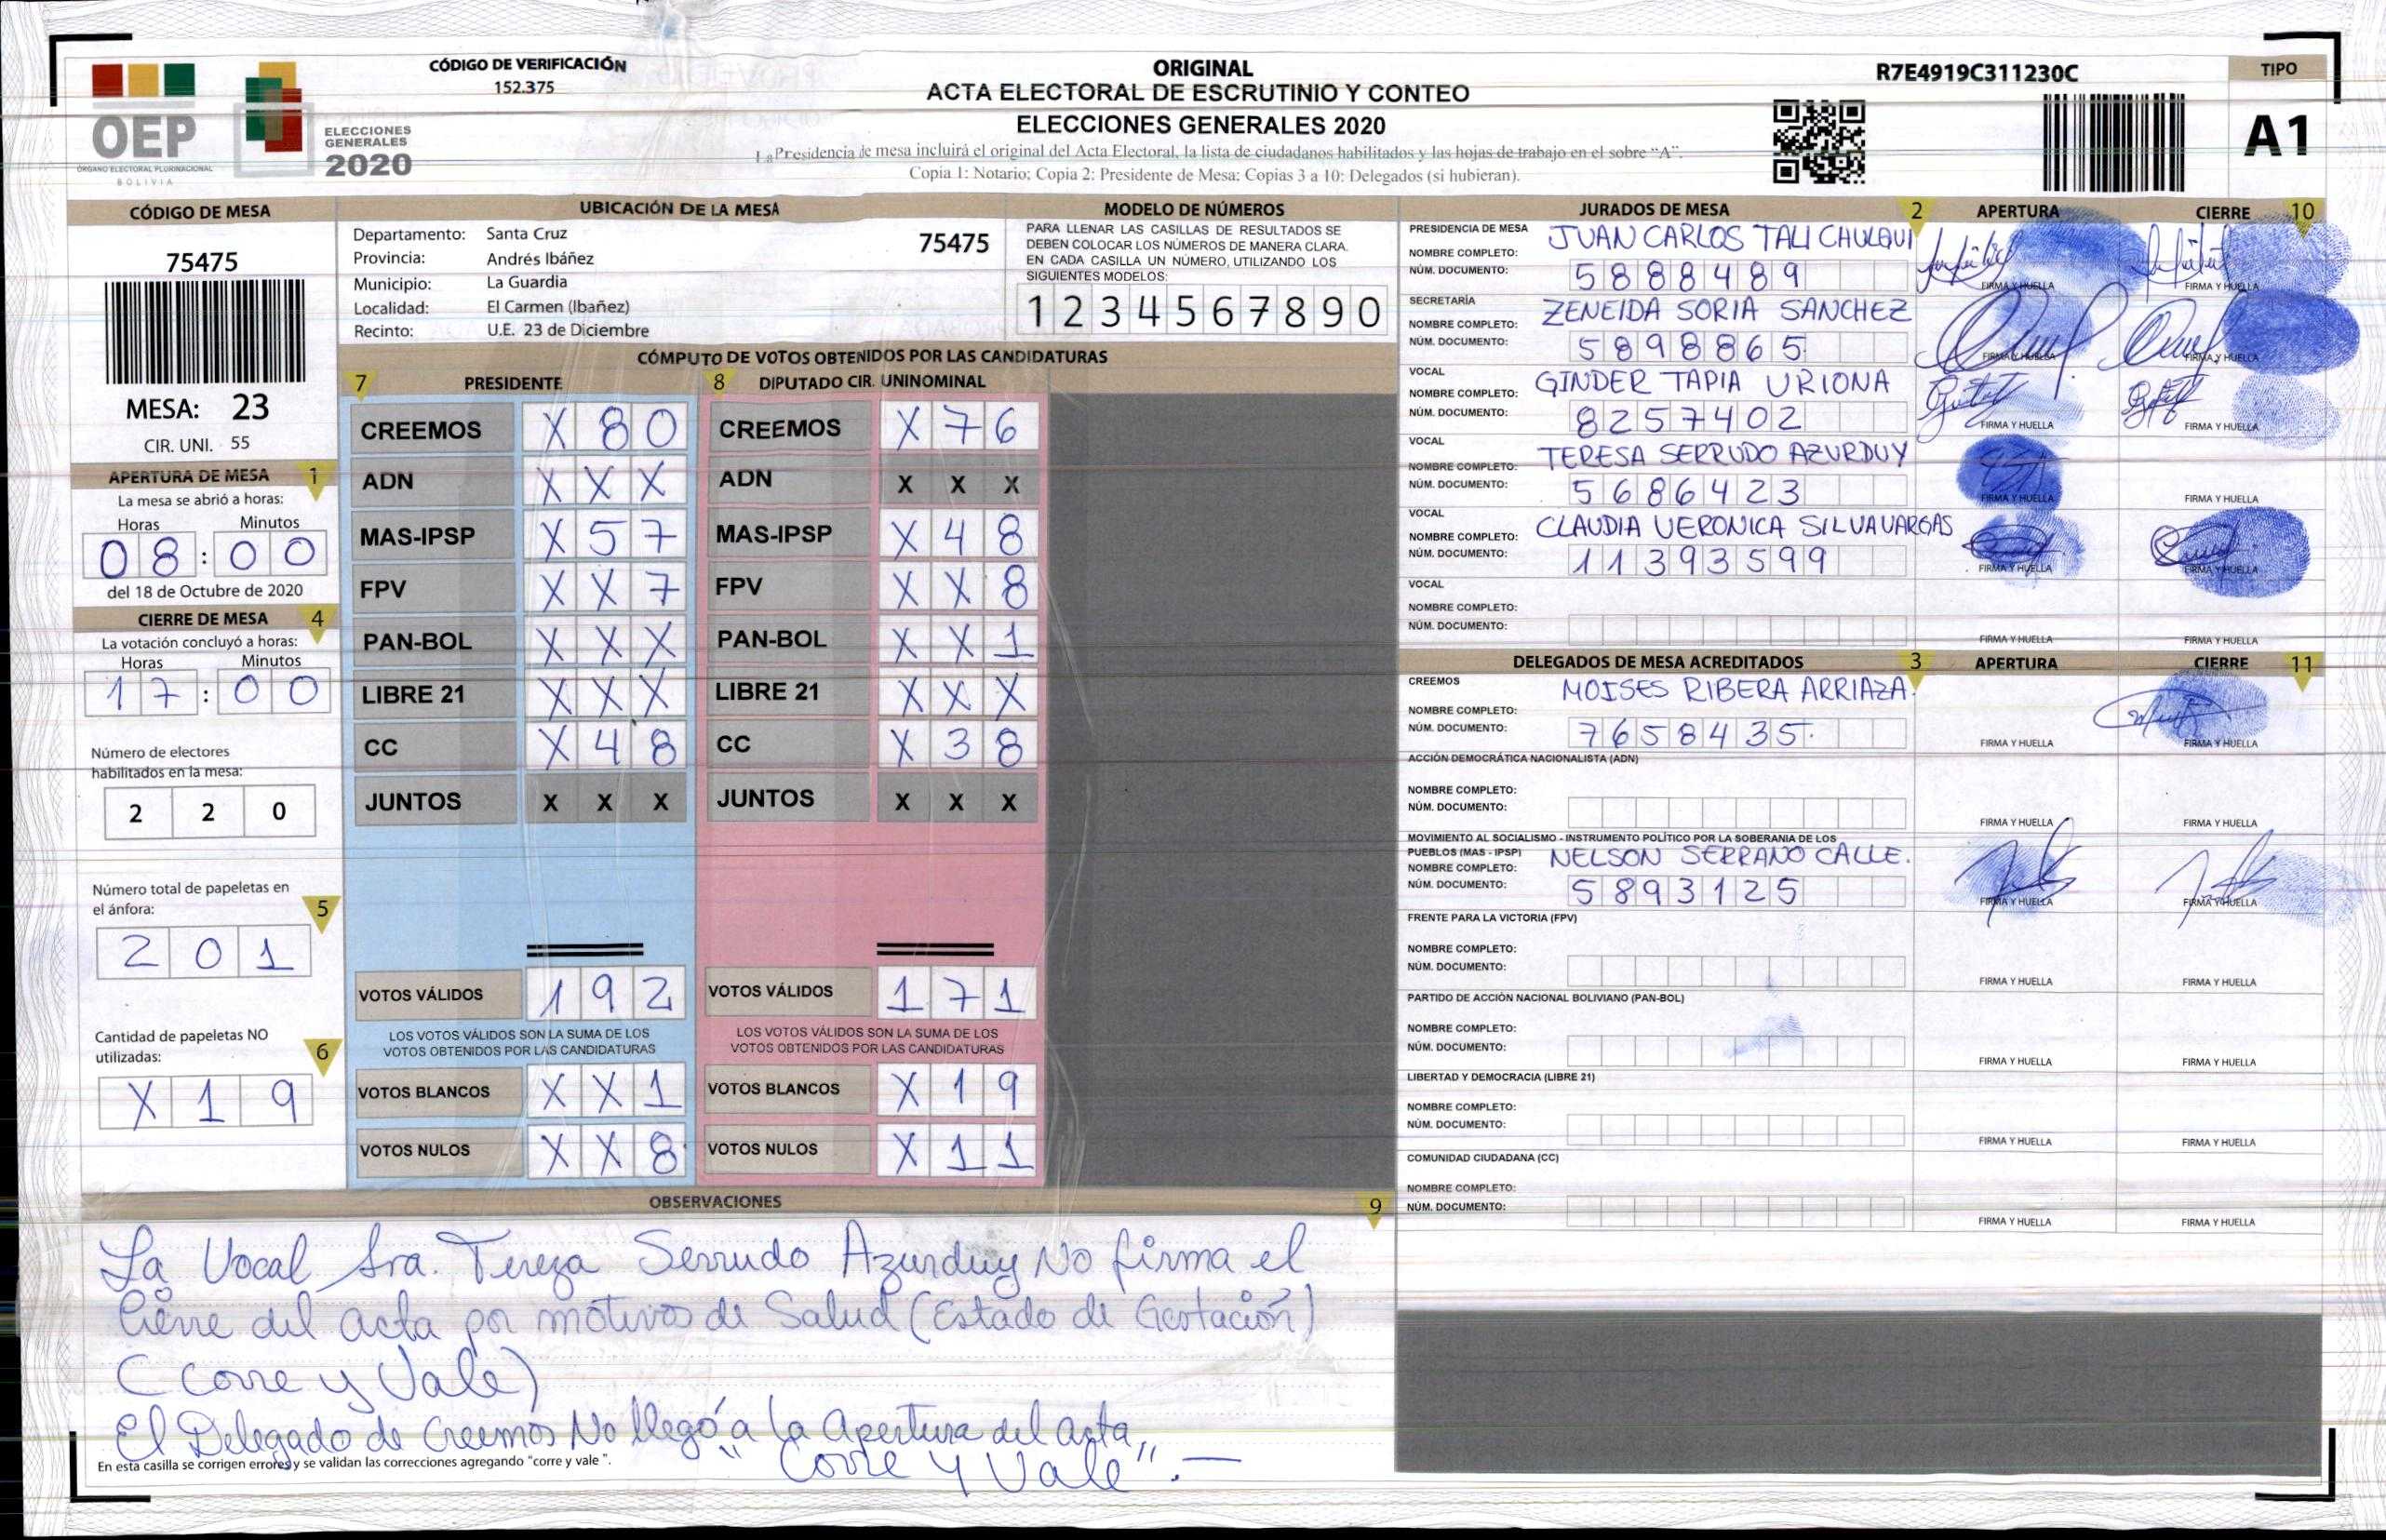 CÓDIGO DE VERIFICACIÓN
152.375
OEP
ÓRGANO ELECTORAL PLURINACIONAL
BOLIVIA
ELECCIONES
GENERALES
2020
ORIGINAL
ACTA ELECTORAL DE ESCRUTINIO Y CONTEO
ELECCIONES GENERALES 2020
La Presidencia de mesa incluirá el original del Acta Electoral, la lista de ciudadanos habilitados y las hojas de trabajo en el sobre "A".
Copia 1: Notario; Copia 2: Presidente de Mesa: Copias 3 a 10: Delegados (si hubieran).
R7E4919C311230C
TIPO
A1
CÓDIGO DE MESA
75475
MESA: 23
CIR. UNI. 55
APERTURA DE MESA 1
La mesa se abrió a horas:
Horas Minutos
08:00
del 18 de Octubre de 2020
CIERRE DE MESA 4
La votación concluyó a horas:
Horas Minutos
17:00
Número de electores
habilitados en la mesa:
2 2 0
Número total de papeletas en
el ánfora: 5
2 0 1
Cantidad de papeletas NO
utilizadas: 6
X 1 9
UBICACIÓN DE LA MESA
Departamento: Santa Cruz 75475
Provincia: Andrés Ibáñez
Municipio: La Guardia
Localidad: El Carmen (Ibañez)
Recinto: U.E. 23 de Diciembre
MODELO DE NÚMEROS
PARA LLENAR LAS CASILLAS DE RESULTADOS SE
DEBEN COLOCAR LOS NÚMEROS DE MANERA CLARA.
EN CADA CASILLA UN NÚMERO, UTILIZANDO LOS
SIGUIENTES MODELOS:
1 2 3 4 5 6 7 8 9 0
CÓMPUTO DE VOTOS OBTENIDOS POR LAS CANDIDATURAS
7 PRESIDENTE
CREEMOS X 8 0
ADN X X X
MAS-IPSP X 5 7
FPV X X 7
PAN-BOL X X X
LIBRE 21 X X X
CC X 4 8
JUNTOS X X X
VOTOS VÁLIDOS 1 9 2
LOS VOTOS VÁLIDOS SON LA SUMA DE LOS
VOTOS OBTENIDOS POR LAS CANDIDATURAS
VOTOS BLANCOS X X 1
VOTOS NULOS X X 8
8 DIPUTADO CIR. UNINOMINAL
CREEMOS X 7 6
ADN X X X
MAS-IPSP X 4 8
FPV X X 8
PAN-BOL X X 1
LIBRE 21 X X X
CC X 3 8
JUNTOS X X X
VOTOS VÁLIDOS 1 7 1
LOS VOTOS VÁLIDOS SON LA SUMA DE LOS
VOTOS OBTENIDOS POR LAS CANDIDATURAS
VOTOS BLANCOS X 1 9
VOTOS NULOS X 1 1
OBSERVACIONES 9
La Vocal Sra. Tereza Serrudo Azurduy No firma el
Cierre del acta por motivos de Salud (Estado de Gestación)
(Corre y Vale)
El Delegado de Creemos No llegó a la Apertura del acta
"Corre y Vale".-
En esta casilla se corrigen errores y se validan las correcciones agregando "corre y vale ".
JURADOS DE MESA 2 APERTURA CIERRE 10
PRESIDENCIA DE MESA
NOMBRE COMPLETO: JUAN CARLOS TALI CHULQUI
NÚM. DOCUMENTO: 5888489
FIRMA Y HUELLA FIRMA Y HUELLA
SECRETARÍA
NOMBRE COMPLETO: ZENEIDA SORIA SANCHEZ
NÚM. DOCUMENTO: 5898865
FIRMA Y HUELLA FIRMA Y HUELLA
VOCAL
NOMBRE COMPLETO: GINDER TAPIA URIONA
NÚM. DOCUMENTO: 8257402
FIRMA Y HUELLA FIRMA Y HUELLA
VOCAL
NOMBRE COMPLETO: TERESA SERRUDO AZURDUY
NÚM. DOCUMENTO: 5686423
FIRMA Y HUELLA FIRMA Y HUELLA
VOCAL
NOMBRE COMPLETO: CLAUDIA VERONICA SILVA VARGAS
NÚM. DOCUMENTO: 11393599
FIRMA Y HUELLA FIRMA Y HUELLA
VOCAL
NOMBRE COMPLETO:
NÚM. DOCUMENTO:
FIRMA Y HUELLA FIRMA Y HUELLA
DELEGADOS DE MESA ACREDITADOS 3 APERTURA CIERRE 11
CREEMOS
NOMBRE COMPLETO: MOISES RIBERA ARRIAZA.
NÚM. DOCUMENTO: 7658435.
FIRMA Y HUELLA FIRMA Y HUELLA
ACCIÓN DEMOCRÁTICA NACIONALISTA (ADN)
NOMBRE COMPLETO:
NÚM. DOCUMENTO:
FIRMA Y HUELLA FIRMA Y HUELLA
MOVIMIENTO AL SOCIALISMO - INSTRUMENTO POLÍTICO POR LA SOBERANIA DE LOS
PUEBLOS (MAS - IPSP)
NOMBRE COMPLETO: NELSON SERRANO CALLE.
NÚM. DOCUMENTO: 5893125
FIRMA Y HUELLA FIRMA Y HUELLA
FRENTE PARA LA VICTORIA (FPV)
NOMBRE COMPLETO:
NÚM. DOCUMENTO:
FIRMA Y HUELLA FIRMA Y HUELLA
PARTIDO DE ACCIÓN NACIONAL BOLIVIANO (PAN-BOL)
NOMBRE COMPLETO:
NÚM. DOCUMENTO:
FIRMA Y HUELLA FIRMA Y HUELLA
LIBERTAD Y DEMOCRACIA (LIBRE 21)
NOMBRE COMPLETO:
NÚM. DOCUMENTO:
FIRMA Y HUELLA FIRMA Y HUELLA
COMUNIDAD CIUDADANA (CC)
NOMBRE COMPLETO:
NÚM. DOCUMENTO:
FIRMA Y HUELLA FIRMA Y HUELLA